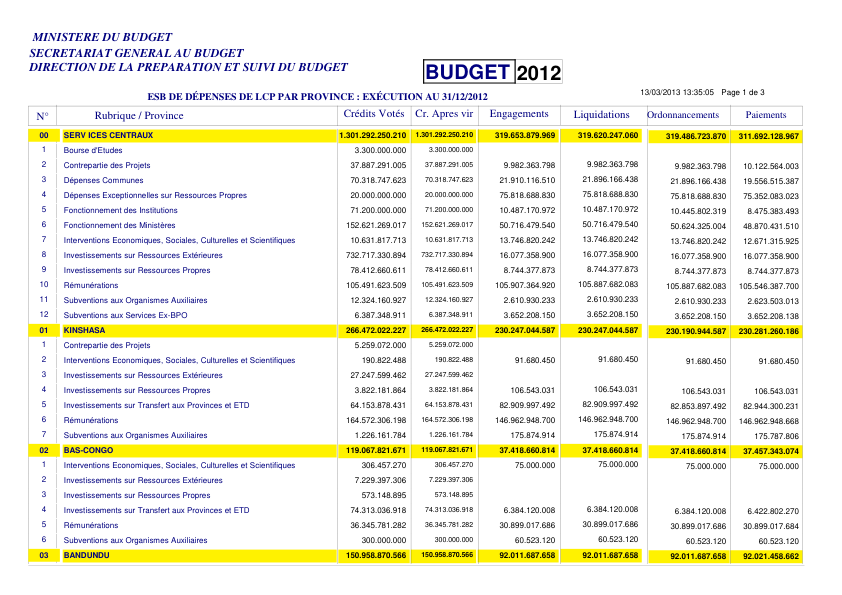 MINISTERE DU BUDGET
SECRETARIAT GENERAL AU BUDGET
DIRECTION DE LA PREPARATION ET SUIVI DU BUDGET
BUDGET 2012
13/03/2013 13:35:05 Page 1 de 3
ESB DE DÉPENSES DE LCP PAR PROVINCE : EXÉCUTION AU 31/12/2012
N° Rubrique / Province Crédits Votés Cr. Apres vir Engagements Liquidations Ordonnancements Paiements
00 SERV ICES CENTRAUX 1.301.292.250.210 1.301.292.250.210 319.653.879.969 319.620.247.060 319.486.723.870 311.692.128.967
1 Bourse d'Etudes 3.300.000.000 3.300.000.000
2 Contrepartie des Projets 37.887.291.005 37.887.291.005 9.982.363.798 9.982.363.798 9.982.363.798 10.122.564.003
3 Dépenses Communes 70.318.747.623 70.318.747.623 21.910.116.510 21.896.166.438 21.896.166.438 19.556.515.387
4 Dépenses Exceptionnelles sur Ressources Propres 20.000.000.000 20.000.000.000 75.818.688.830 75.818.688.830 75.818.688.830 75.352.083.023
5 Fonctionnement des Institutions 71.200.000.000 71.200.000.000 10.487.170.972 10.487.170.972 10.445.802.319 8.475.383.493
6 Fonctionnement des Ministères 152.621.269.017 152.621.269.017 50.716.479.540 50.716.479.540 50.624.325.004 48.870.431.510
7 Interventions Economiques, Sociales, Culturelles et Scientifiques 10.631.817.713 10.631.817.713 13.746.820.242 13.746.820.242 13.746.820.242 12.671.315.925
8 Investissements sur Ressources Extérieures 732.717.330.894 732.717.330.894 16.077.358.900 16.077.358.900 16.077.358.900 16.077.358.900
9 Investissements sur Ressources Propres 78.412.660.611 78.412.660.611 8.744.377.873 8.744.377.873 8.744.377.873 8.744.377.873
10 Rémunérations 105.491.623.509 105.491.623.509 105.907.364.920 105.887.682.083 105.887.682.083 105.546.387.700
11 Subventions aux Organismes Auxiliaires 12.324.160.927 12.324.160.927 2.610.930.233 2.610.930.233 2.610.930.233 2.623.503.013
12 Subventions aux Services Ex-BPO 6.387.348.911 6.387.348.911 3.652.208.150 3.652.208.150 3.652.208.150 3.652.208.138
01 KINSHASA 266.472.022.227 266.472.022.227 230.247.044.587 230.247.044.587 230.190.944.587 230.281.260.186
1 Contrepartie des Projets 5.259.072.000 5.259.072.000
2 Interventions Economiques, Sociales, Culturelles et Scientifiques 190.822.488 190.822.488 91.680.450 91.680.450 91.680.450 91.680.450
3 Investissements sur Ressources Extérieures 27.247.599.462 27.247.599.462
4 Investissements sur Ressources Propres 3.822.181.864 3.822.181.864 106.543.031 106.543.031 106.543.031 106.543.031
5 Investissements sur Transfert aux Provinces et ETD 64.153.878.431 64.153.878.431 82.909.997.492 82.909.997.492 82.853.897.492 82.944.300.231
6 Rémunérations 164.572.306.198 164.572.306.198 146.962.948.700 146.962.948.700 146.962.948.700 146.962.948.668
7 Subventions aux Organismes Auxiliaires 1.226.161.784 1.226.161.784 175.874.914 175.874.914 175.874.914 175.787.806
02 BAS-CONGO 119.067.821.671 119.067.821.671 37.418.660.814 37.418.660.814 37.418.660.814 37.457.343.074
1 Interventions Economiques, Sociales, Culturelles et Scientifiques 306.457.270 306.457.270 75.000.000 75.000.000 75.000.000 75.000.000
2 Investissements sur Ressources Extérieures 7.229.397.306 7.229.397.306
3 Investissements sur Ressources Propres 573.148.895 573.148.895
4 Investissements sur Transfert aux Provinces et ETD 74.313.036.918 74.313.036.918 6.384.120.008 6.384.120.008 6.384.120.008 6.422.802.270
5 Rémunérations 36.345.781.282 36.345.781.282 30.899.017.686 30.899.017.686 30.899.017.686 30.899.017.684
6 Subventions aux Organismes Auxiliaires 300.000.000 300.000.000 60.523.120 60.523.120 60.523.120 60.523.120
03 BANDUNDU 150.958.870.566 150.958.870.566 92.011.687.658 92.011.687.658 92.011.687.658 92.021.458.662